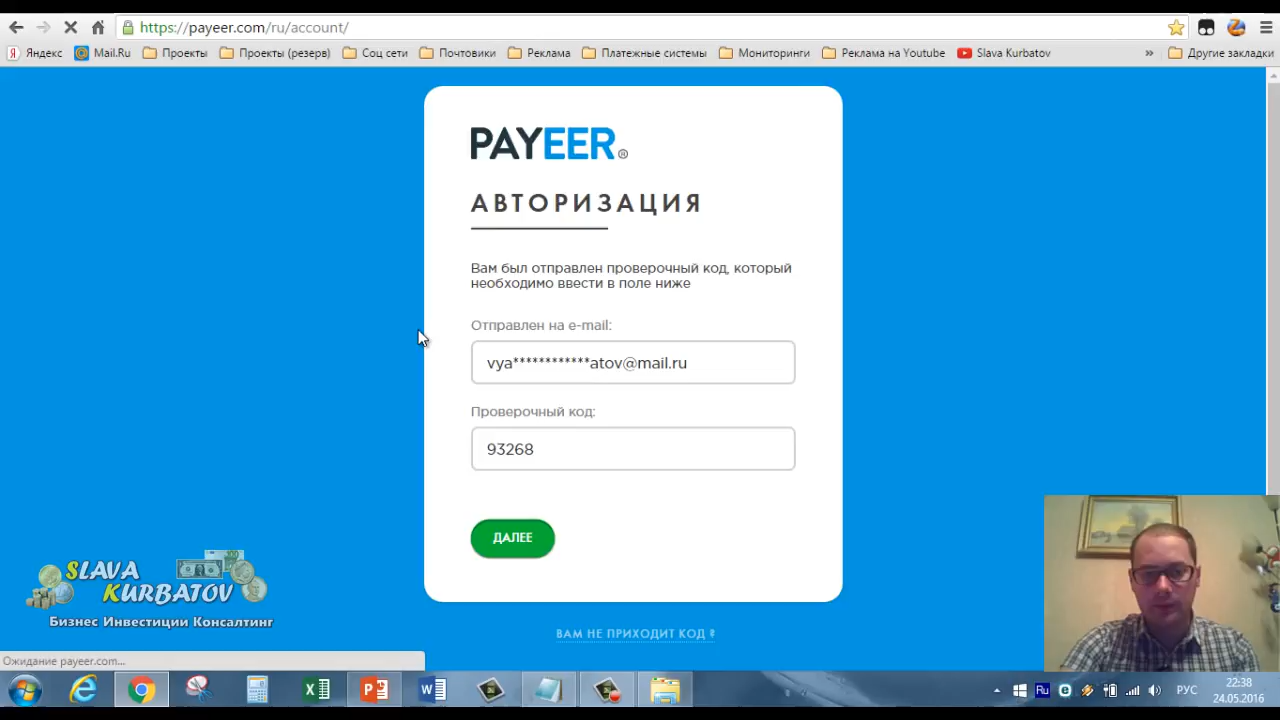 https://payeer.com/ru/account/
Яндекс Mail.Ru Проекты Проекты (резерв) Соц сети Почтовики Реклама Платежные системы Мониторинги Реклама на Youtube Slava Kurbatov » Другие закладки
PAYEER®
АВТОРИЗАЦИЯ
Вам был отправлен проверочный код, который
необходимо ввести в поле ниже
Отправлен на e-mail:
vya************atov@mail.ru
Проверочный код:
93268
ДАЛЕЕ
ВАМ НЕ ПРИХОДИТ КОД ?
SLAVA
KURBATOV
Бизнес Инвестиции Консалтинг
Ожидание payeer.com...
Ru РУС 22:38
24.05.2016